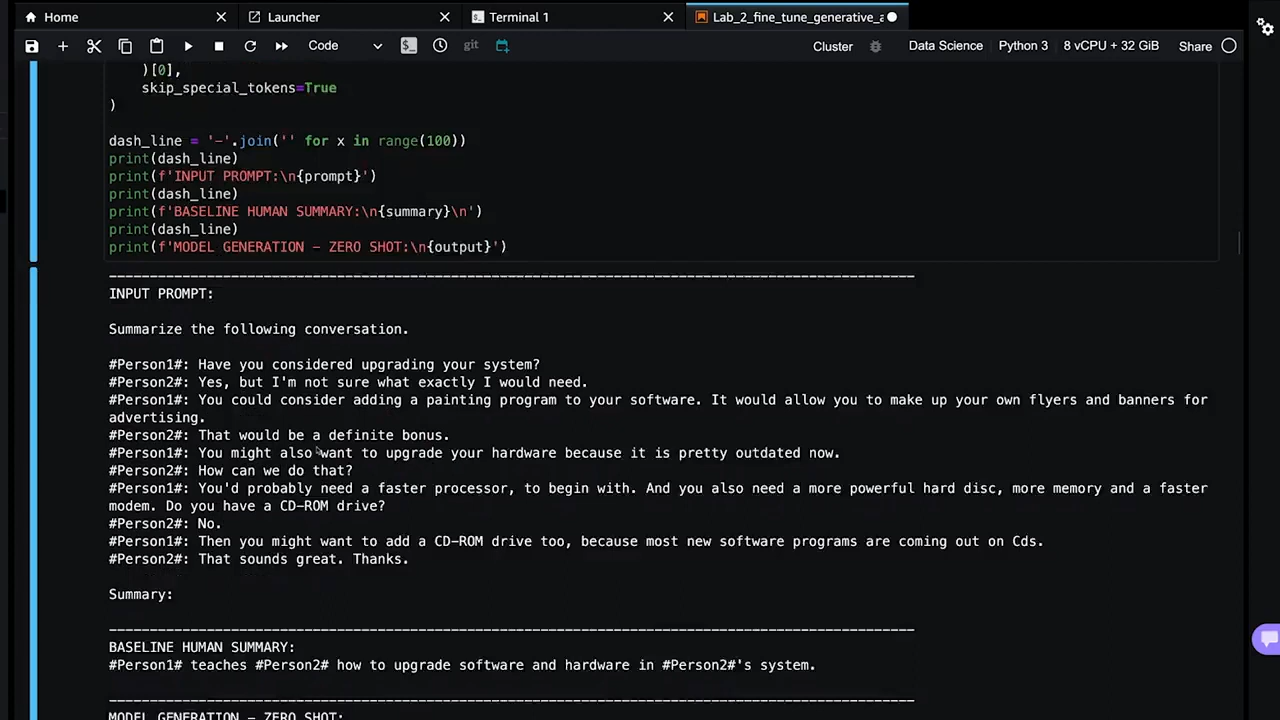 Home
Launcher
Terminal 1
Lab_2_fine_tune_generative_a
Code
git
Cluster
Data Science
Python 3
8 vCPU + 32 GiB
Share
)[0],
skip_special_tokens=True
)
dash_line = '-'.join('' for x in range(100))
print(dash_line)
print(f'INPUT PROMPT:\n{prompt}')
print(dash_line)
print(f'BASELINE HUMAN SUMMARY:\n{summary}\n')
print(dash_line)
print(f'MODEL GENERATION - ZERO SHOT:\n{output}')
---------------------------------------------------------------------------------------------------
INPUT PROMPT:
Summarize the following conversation.
#Person1#: Have you considered upgrading your system?
#Person2#: Yes, but I'm not sure what exactly I would need.
#Person1#: You could consider adding a painting program to your software. It would allow you to make up your own flyers and banners for
advertising.
#Person2#: That would be a definite bonus.
#Person1#: You might also want to upgrade your hardware because it is pretty outdated now.
#Person2#: How can we do that?
#Person1#: You'd probably need a faster processor, to begin with. And you also need a more powerful hard disc, more memory and a faster
modem. Do you have a CD-ROM drive?
#Person2#: No.
#Person1#: Then you might want to add a CD-ROM drive too, because most new software programs are coming out on Cds.
#Person2#: That sounds great. Thanks.
Summary:
---------------------------------------------------------------------------------------------------
BASELINE HUMAN SUMMARY:
#Person1# teaches #Person2# how to upgrade software and hardware in #Person2#'s system.
---------------------------------------------------------------------------------------------------
MODEL GENERATION - ZERO SHOT: